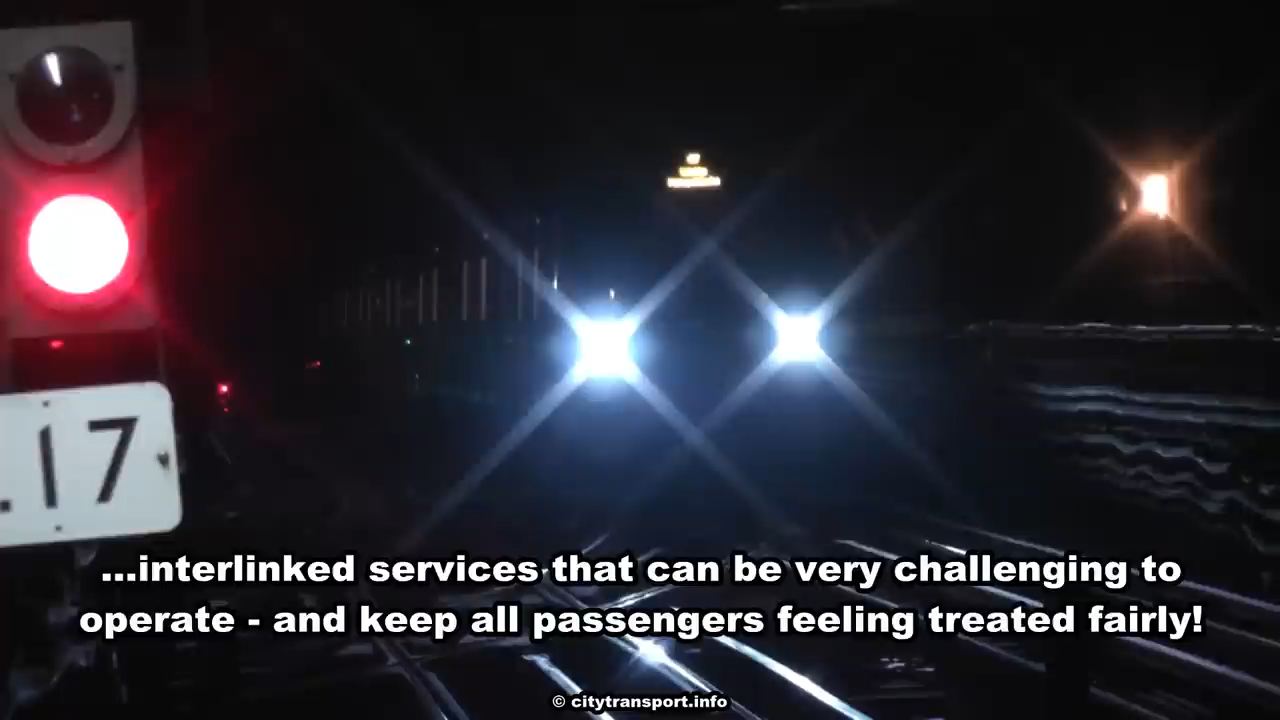 .17
...interlinked services that can be very challenging to
operate - and keep all passengers feeling treated fairly!
© citytransport.info